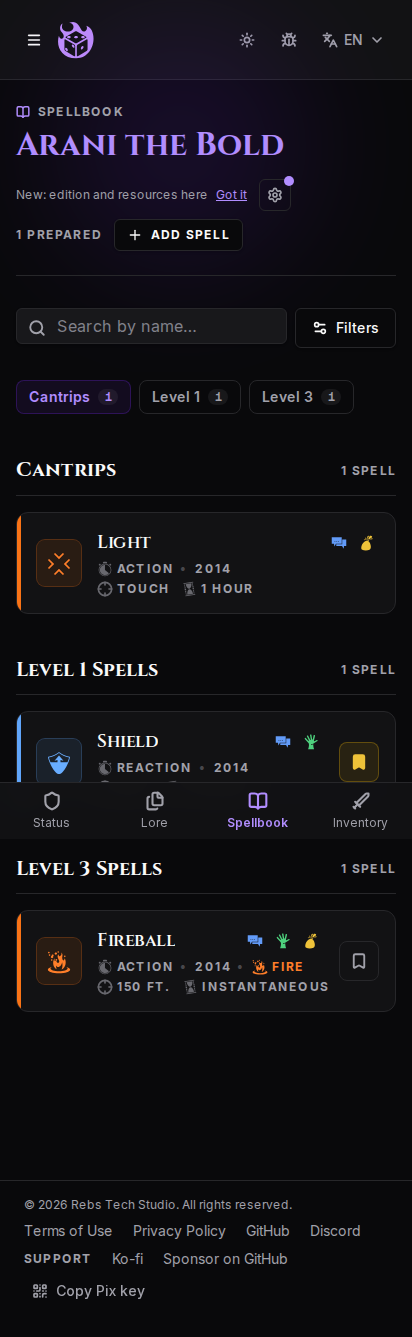 EN
SPELLBOOK
Arani the Bold
New: edition and resources here Got it
1 PREPARED
ADD SPELL
Search by name...
Filters
Cantrips 1
Level 1 1
Level 3 1
Cantrips
1 SPELL
Light
ACTION • 2014
TOUCH 1 HOUR
Level 1 Spells
1 SPELL
Shield
REACTION • 2014
Status
Lore
Spellbook
Inventory
Level 3 Spells
1 SPELL
Fireball
ACTION • 2014 • FIRE
150 FT. INSTANTANEOUS
© 2026 Rebs Tech Studio. All rights reserved.
Terms of Use Privacy Policy GitHub Discord
SUPPORT Ko-fi Sponsor on GitHub
Copy Pix key